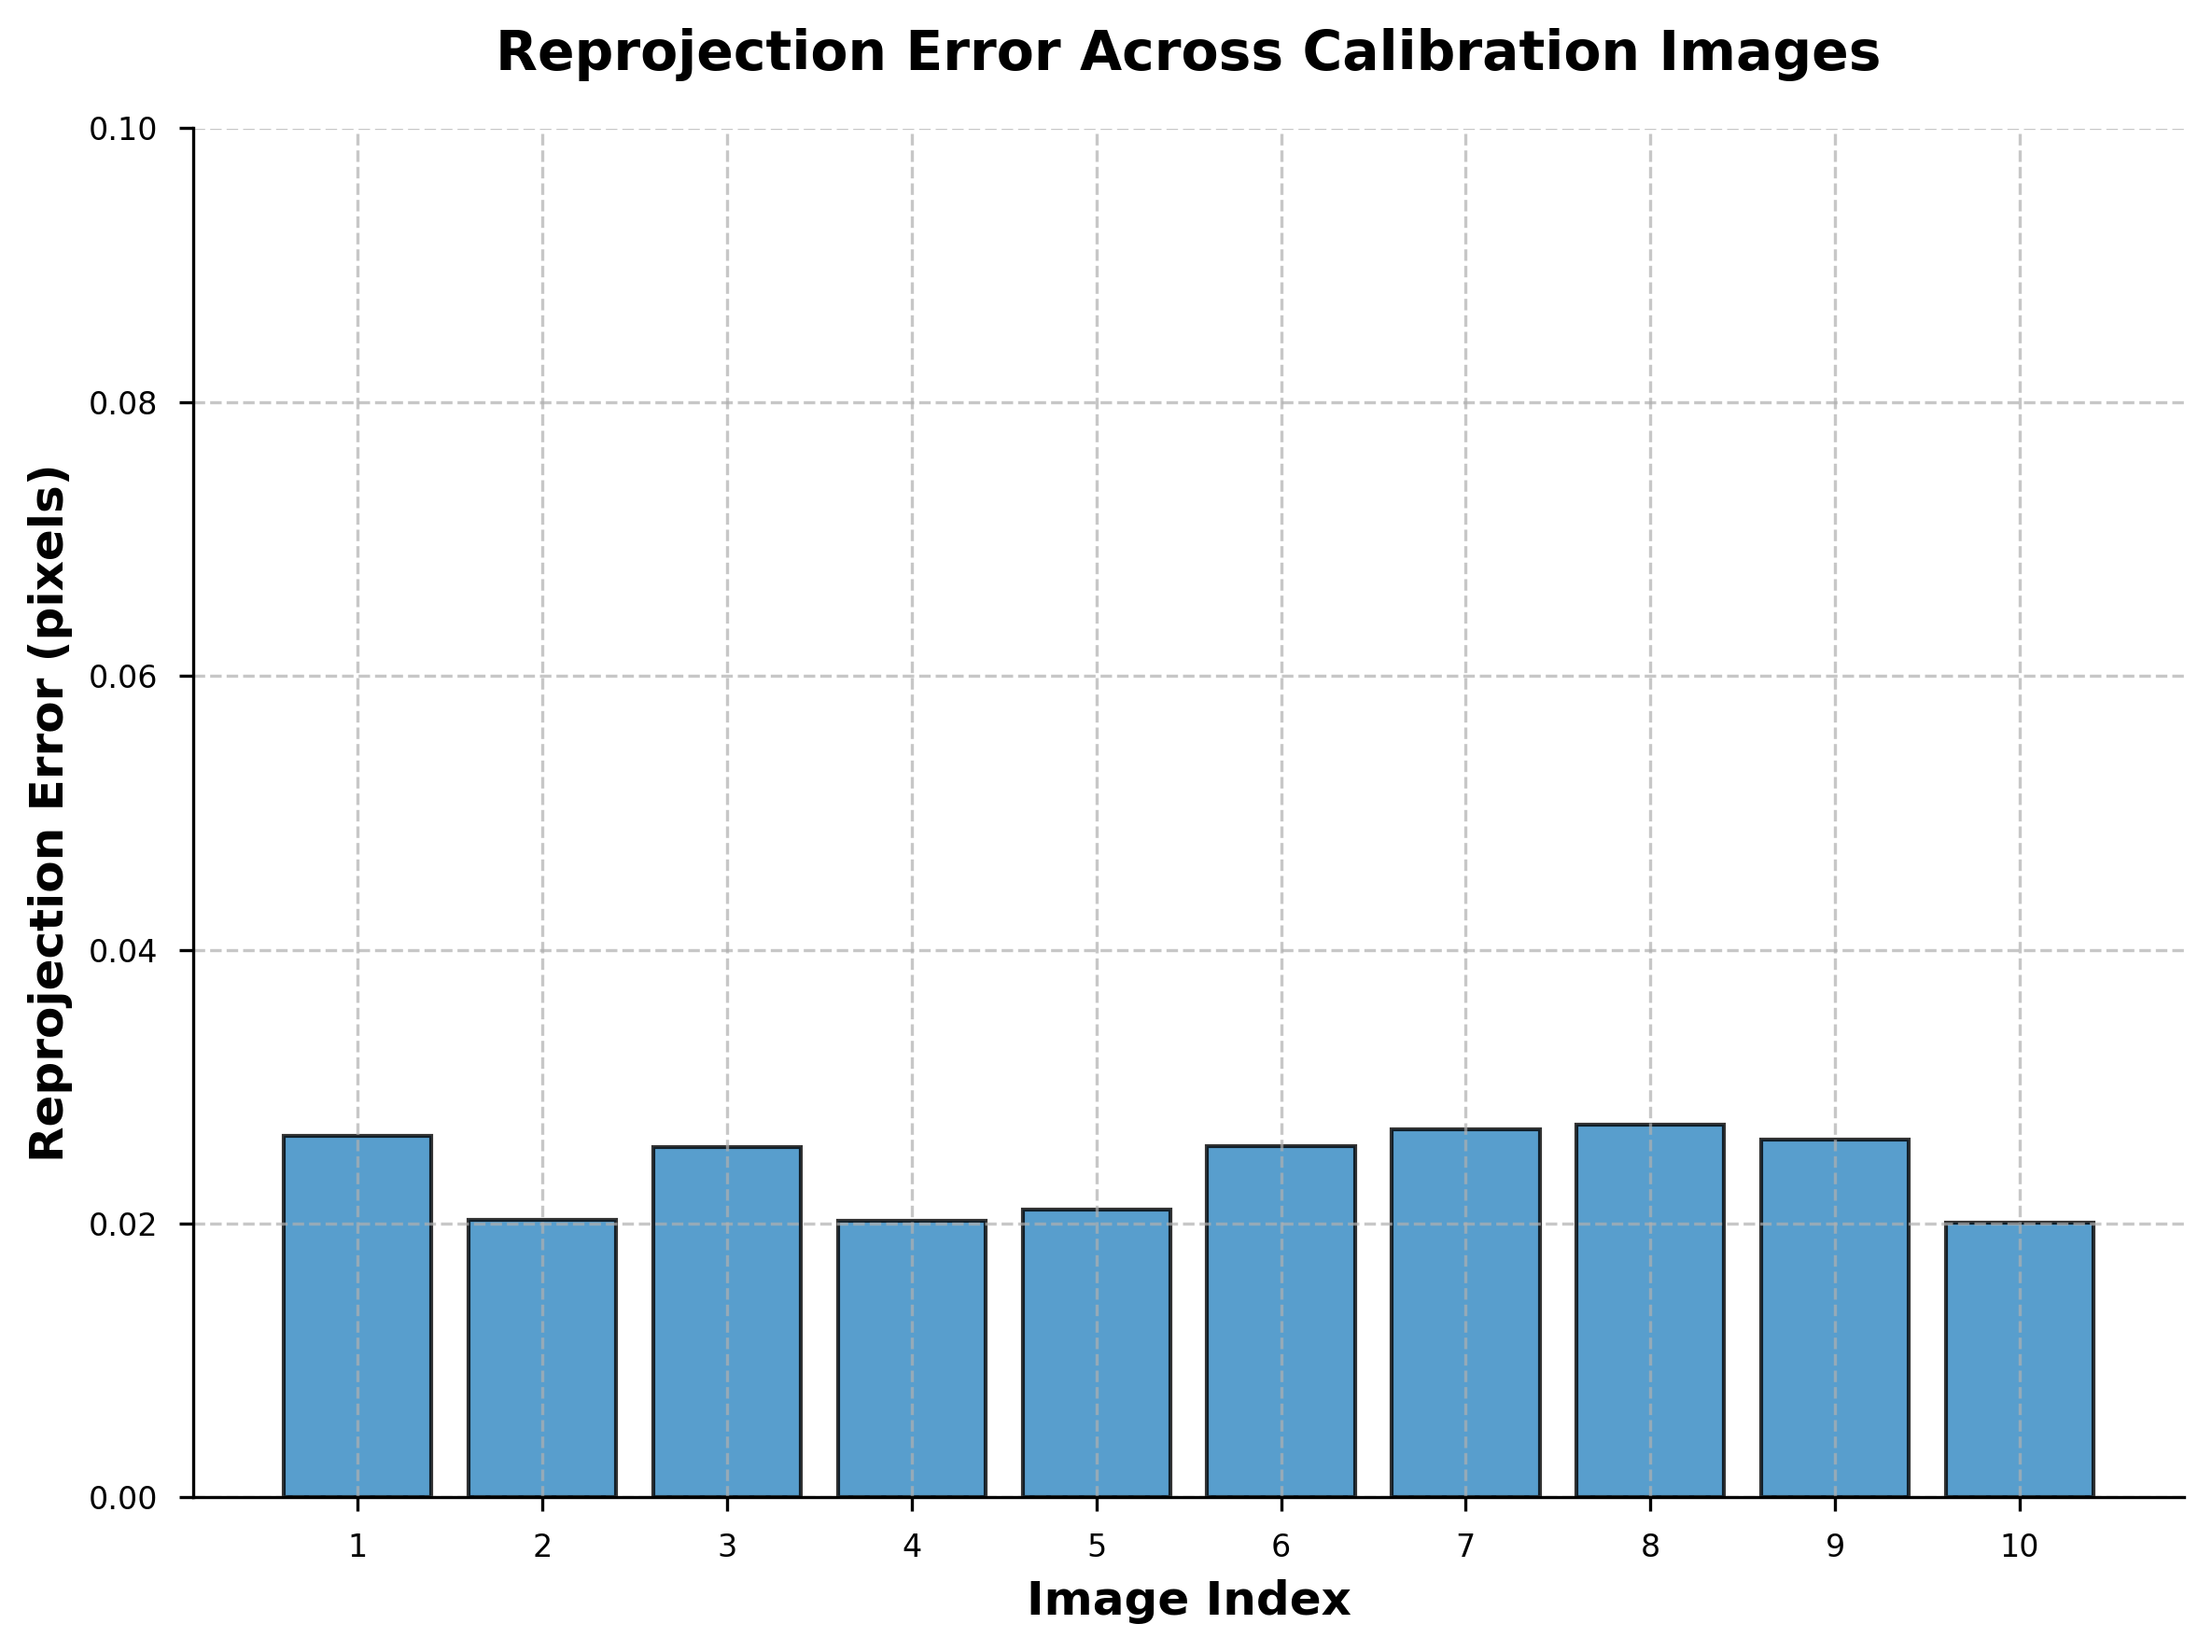 Reprojection Error Across Calibration Images
Reprojection Error (pixels)
0.10
0.08
0.06
0.04
0.02
0.00
1 2 3 4 5 6 7 8 9 10
Image Index